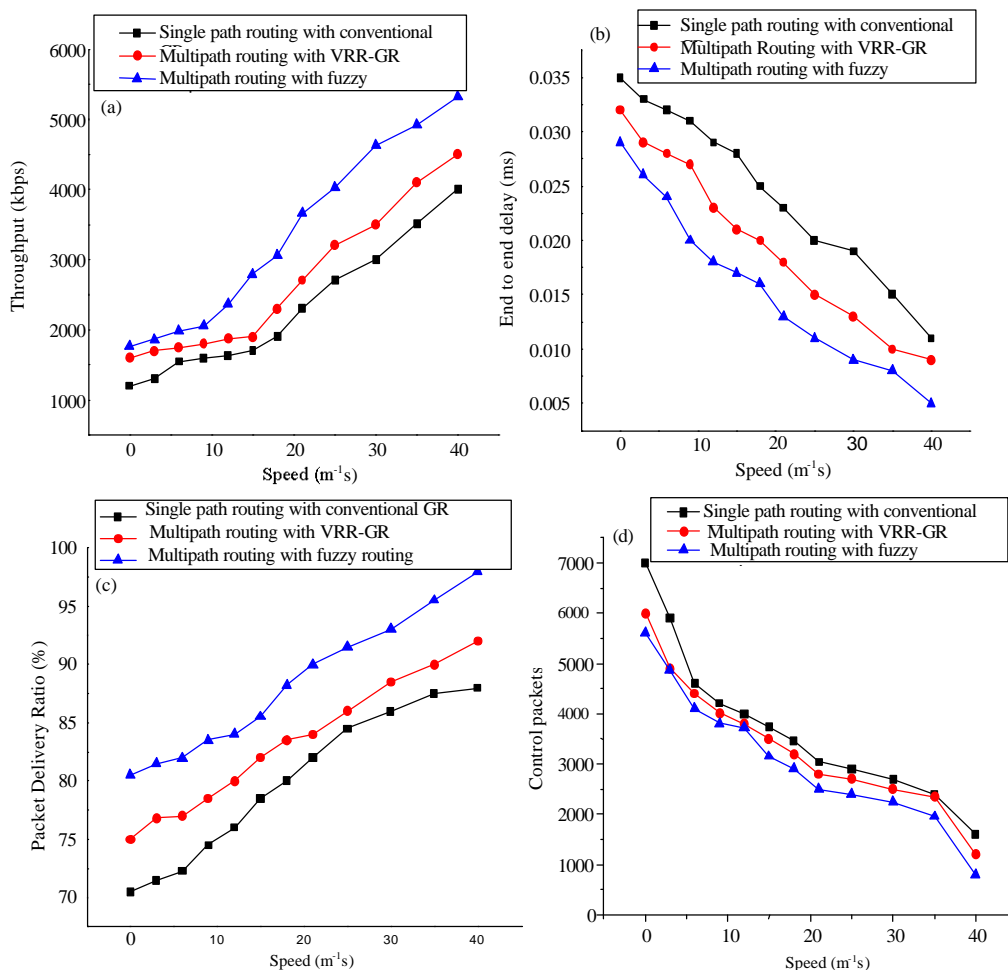 Single path routing with conventional
Multipath routing with VRR-GR
Multipath routing with fuzzy
(a)
6000
5000
4000
3000
2000
1000
Throughput (kbps)
0 10 20 30 40
Speed (m⁻¹s)
Single path routing with conventional
Multipath Routing with VRR-GR
Multipath routing with fuzzy
(b)
0.035
0.030
0.025
0.020
0.015
0.010
0.005
End to end delay (ms)
0 10 20 30 40
Speed (m⁻¹s)
Single path routing with conventional GR
Multipath routing with VRR-GR
Multipath routing with fuzzy routing
(c)
100
95
90
85
80
75
70
Packet Delivery Ratio (%)
0 10 20 30 40
Speed (m⁻¹s)
Single path routing with conventional
Multipath routing with VRR-GR
Multipath routing with fuzzy
(d)
7000
6000
5000
4000
3000
2000
1000
0
Control packets
0 10 20 30 40
Speed (m⁻¹s)